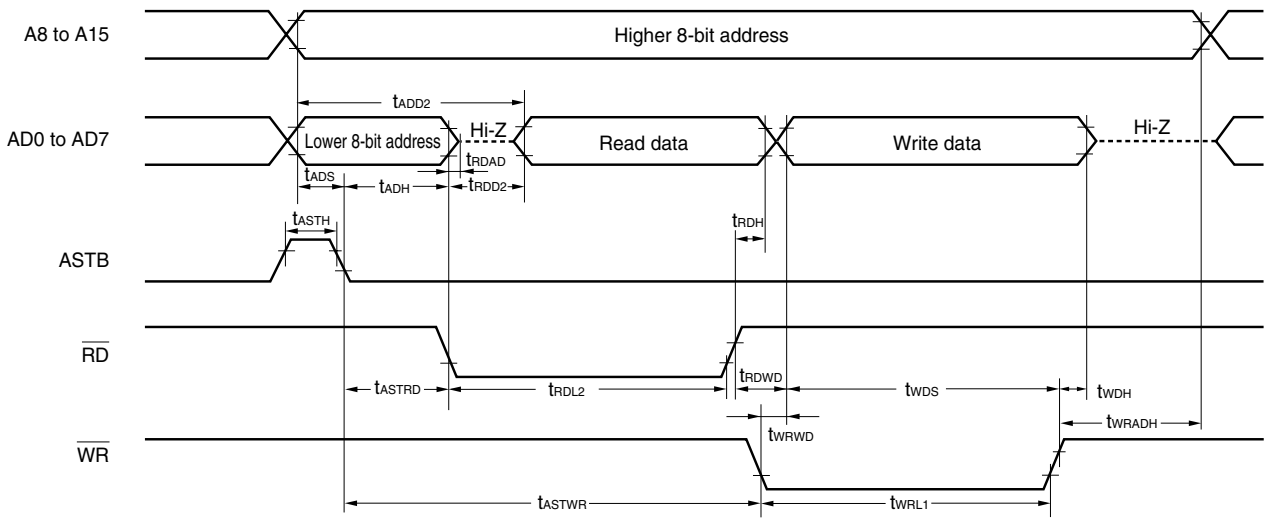 A8 to A15
Higher 8-bit address
tADD2
AD0 to AD7
Lower 8-bit address
Hi-Z
Read data
Write data
Hi-Z
tRDAD
tADS
tADH
tRDD2
tASTH
tRDH
ASTB
RD
tASTRD
tRDL2
tRDWD
tWDS
tWDH
tWRWD
tWRADH
WR
tASTWR
tWRL1